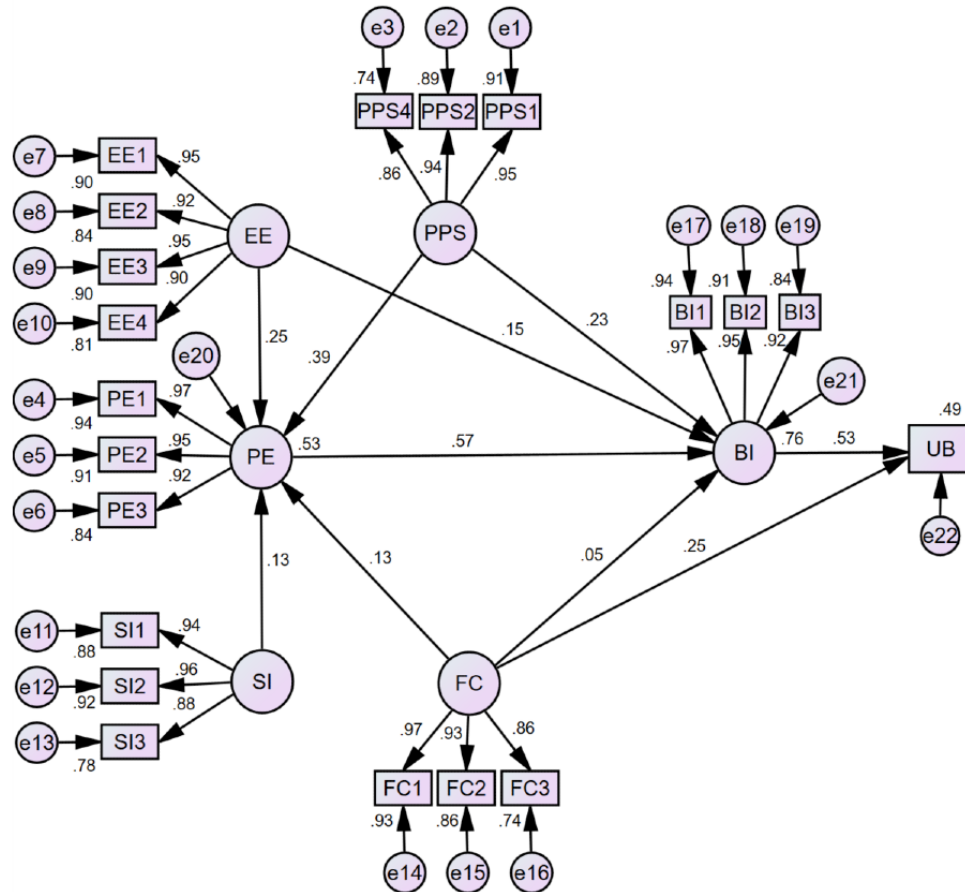 e3 e2 e1
.74 .89 .91
PPS4 PPS2 PPS1
.86 .94 .95
PPS
e7 EE1 .95
.90
e8 EE2 .92
.84
e9 EE3 .95
.90
e10 EE4 .90
.81
EE
e17 e18 e19
.94 .91 .84
BI1 BI2 BI3
.97 .95 .92
.25 .39 .15 .23
e20
e21
e4 PE1 .97
.94
e5 PE2 .95
.91
e6 PE3 .92
.84
PE .53 .57 BI .76 .53
.49
UB
e22
.13 .13 .05 .25
e11 SI1 .94
.88
e12 SI2 .96
.92
e13 SI3 .88
.78
SI
FC
.97 .93 .86
FC1 FC2 FC3
.93 .86 .74
e14 e15 e16